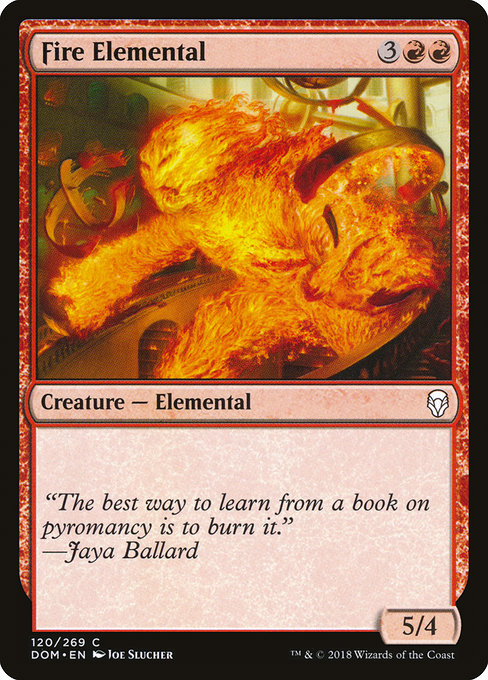 Fire Elemental 3
Creature — Elemental
“The best way to learn from a book on
pyromancy is to burn it.”
—Jaya Ballard
5/4
120/269 C
DOM • EN Joe Slucher
™ & © 2018 Wizards of the Coast